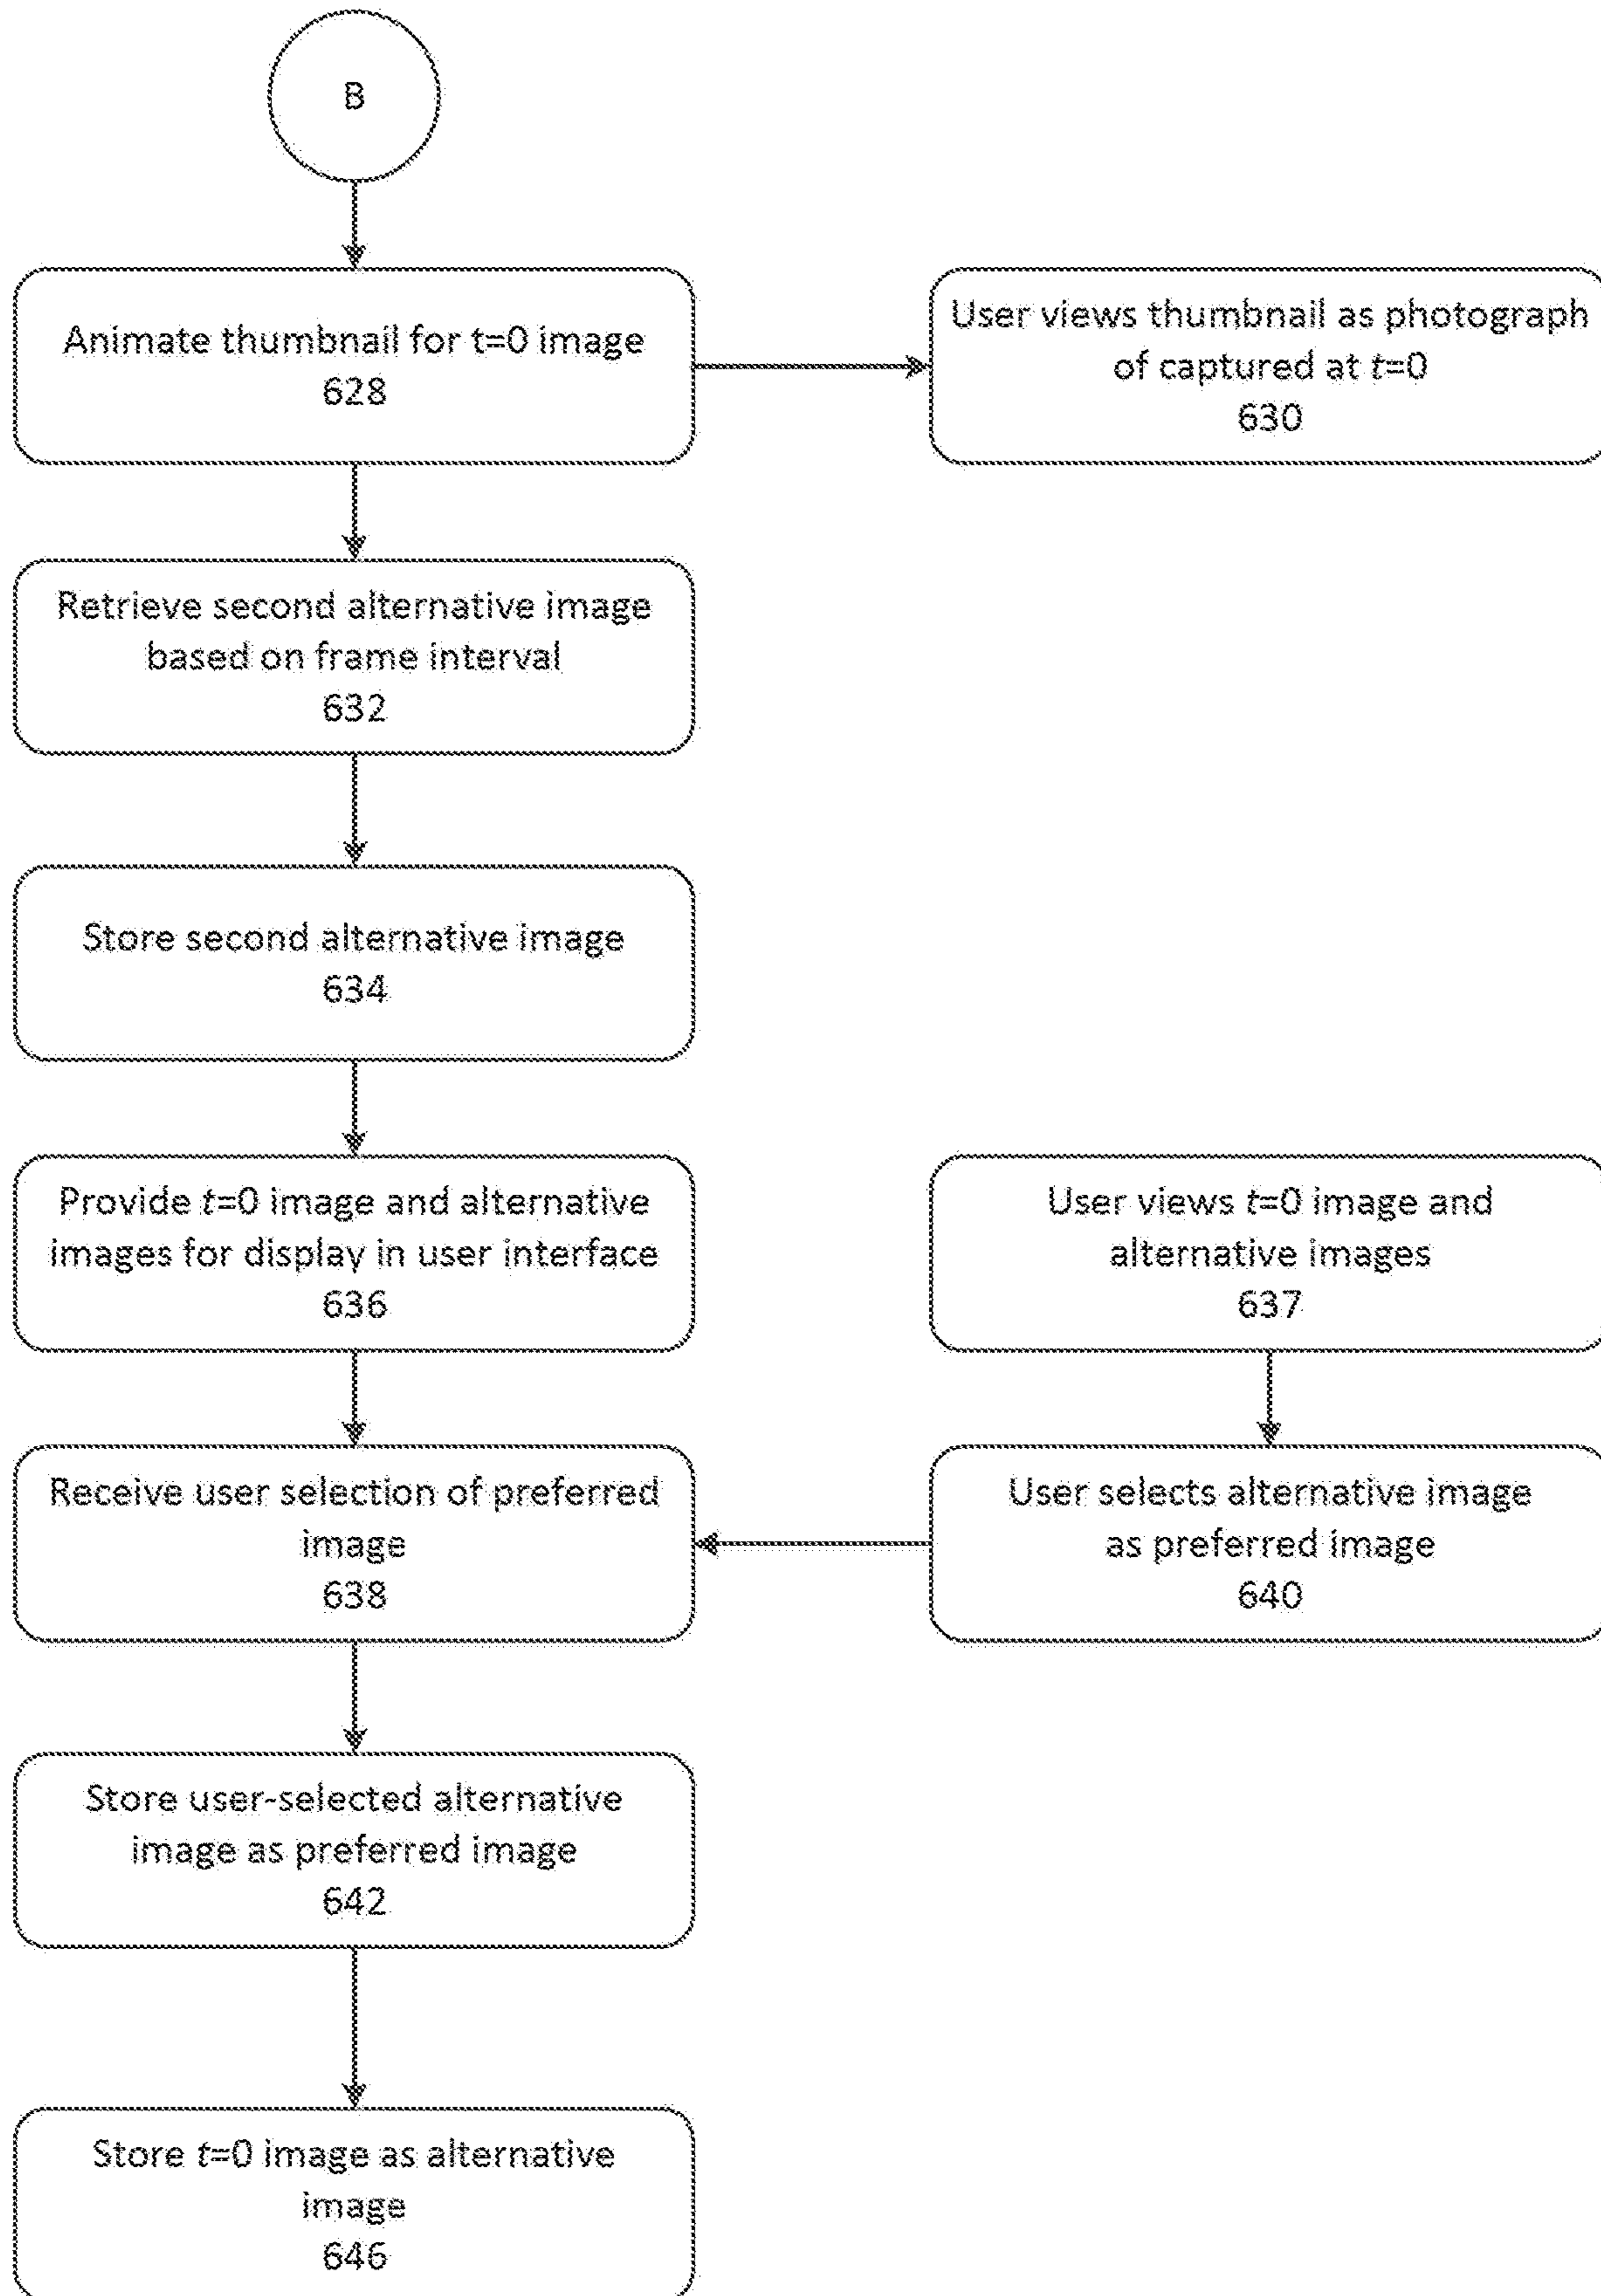 B
Animate thumbnail for t=0 image
628
User views thumbnail as photograph
of captured at t=0
630
Retrieve second alternative image
based on frame interval
632
Store second alternative image
634
Provide t=0 image and alternative
images for display in user interface
636
User views t=0 image and
alternative images
637
Receive user selection of preferred
image
638
User selects alternative image
as preferred image
640
Store user-selected alternative
image as preferred image
642
Store t=0 image as alternative
image
646